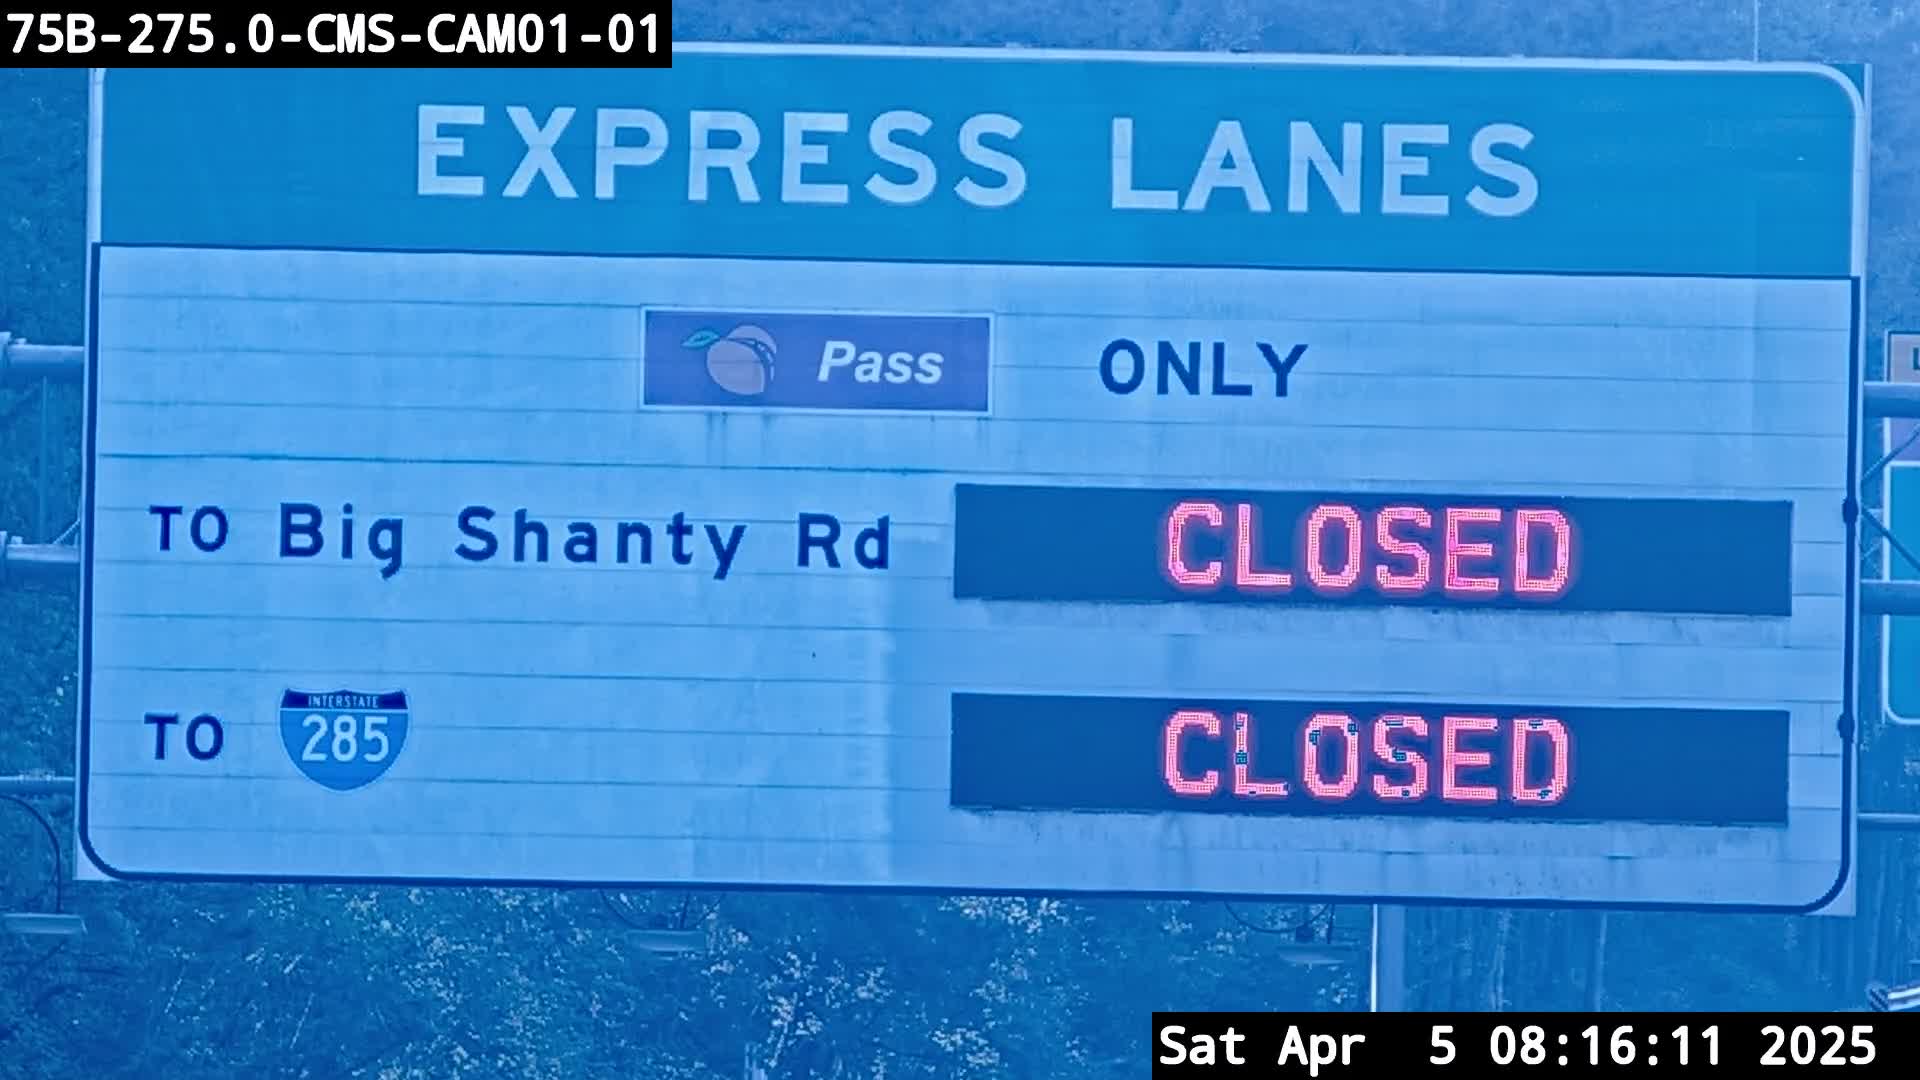 75B-275.0-CMS-CAM01-01
EXPRESS LANES
Pass ONLY
TO Big Shanty Rd CLOSED
TO INTERSTATE 285 CLOSED
Sat Apr 5 08:16:11 2025